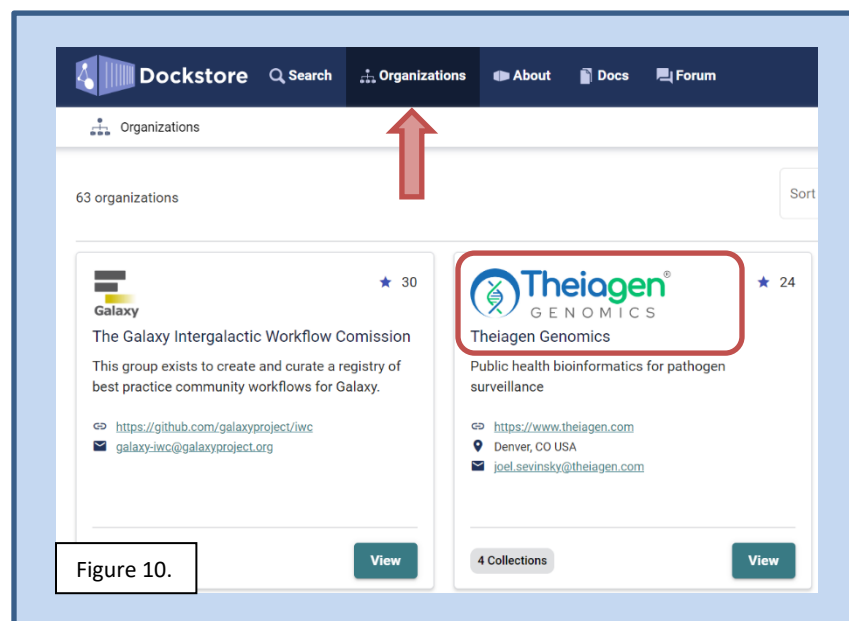 Dockstore Search Organizations About Docs Forum
Organizations
63 organizations
Sort
Galaxy
30
The Galaxy Intergalactic Workflow Comission
This group exists to create and curate a registry of
best practice community workflows for Galaxy.
https://github.com/galaxyproject/iwc
galaxy-iwc@galaxyproject.org
View
Theiagen®
GENOMICS
24
Theiagen Genomics
Public health bioinformatics for pathogen
surveillance
https://www.theiagen.com
Denver, CO USA
joel.sevinsky@theiagen.com
4 Collections
View
Figure 10.